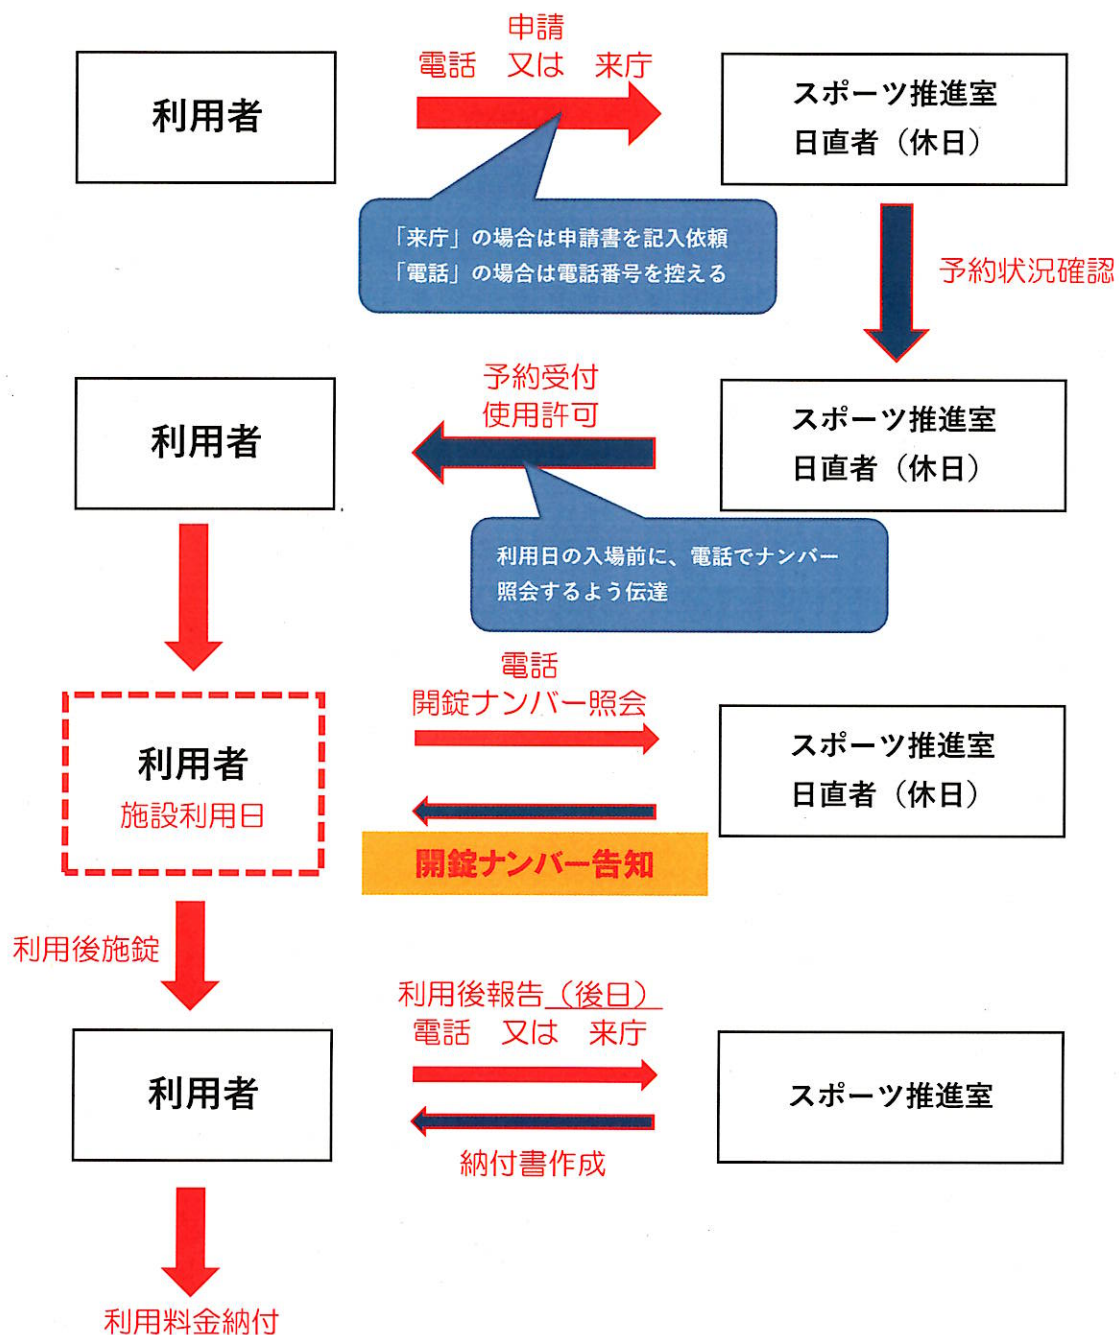 申請
電話 又は 来庁
利用者
スポーツ推進室
日直者（休日）
「来庁」の場合は申請書を記入依頼
「電話」の場合は電話番号を控える
予約状況確認
予約受付
使用許可
利用者
スポーツ推進室
日直者（休日）
利用日の入場前に、電話でナンバー
照会するよう伝達
電話
開錠ナンバー照会
利用者
施設利用日
スポーツ推進室
日直者（休日）
開錠ナンバー告知
利用後施錠
利用後報告（後日）
電話 又は 来庁
利用者
スポーツ推進室
納付書作成
利用料金納付